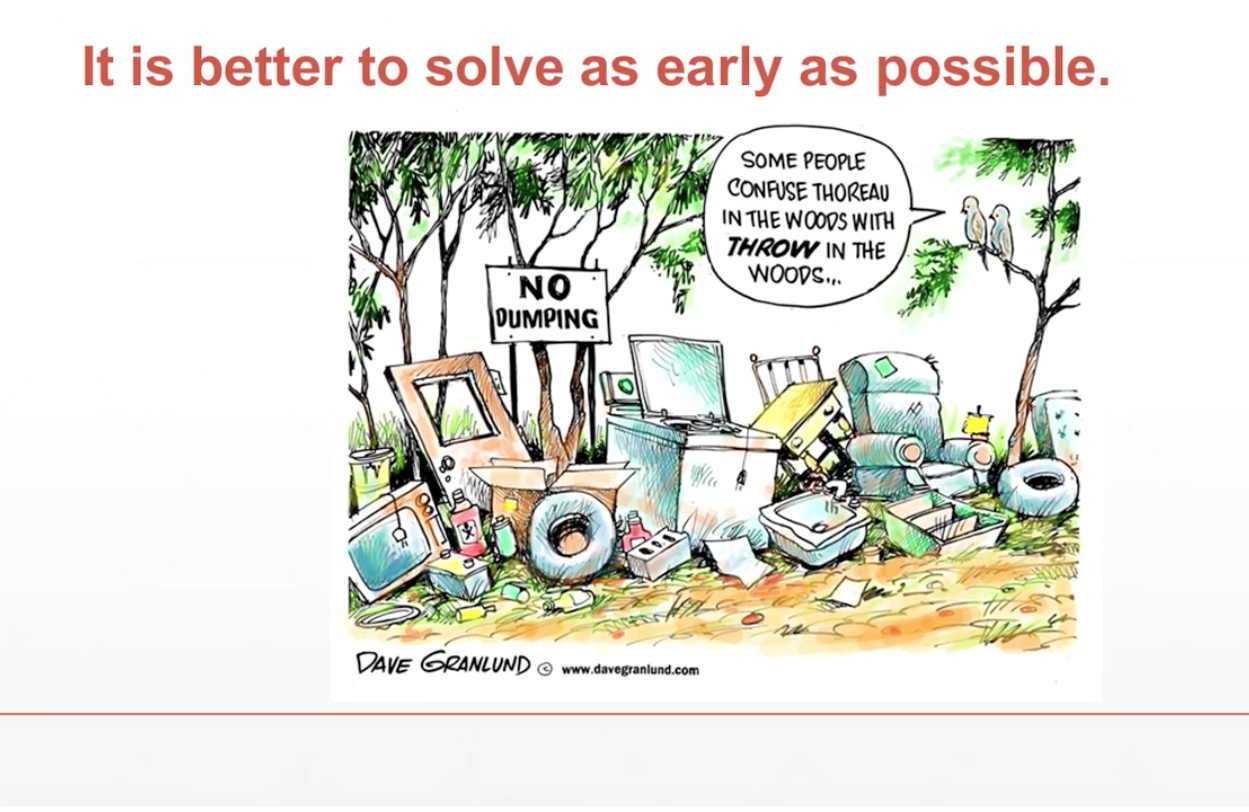 It is better to solve as early as possible.
SOME PEOPLE
CONFUSE THOREAU
IN THE WOODS WITH
THROW IN THE
WOODS...
NO
DUMPING
DAVE GRANLUND © www.davegranlund.com